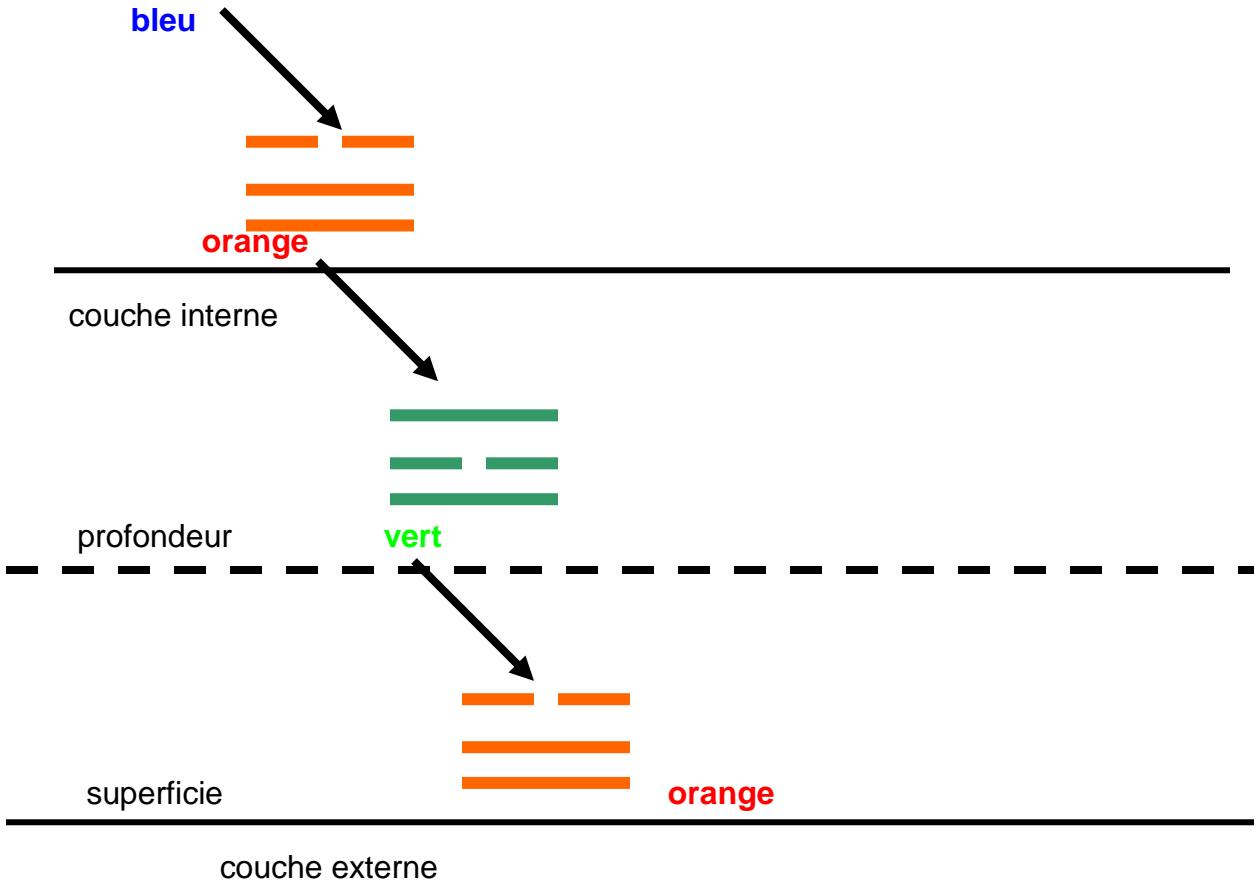 bleu
orange
couche interne
profondeur
vert
superficie
orange
couche externe